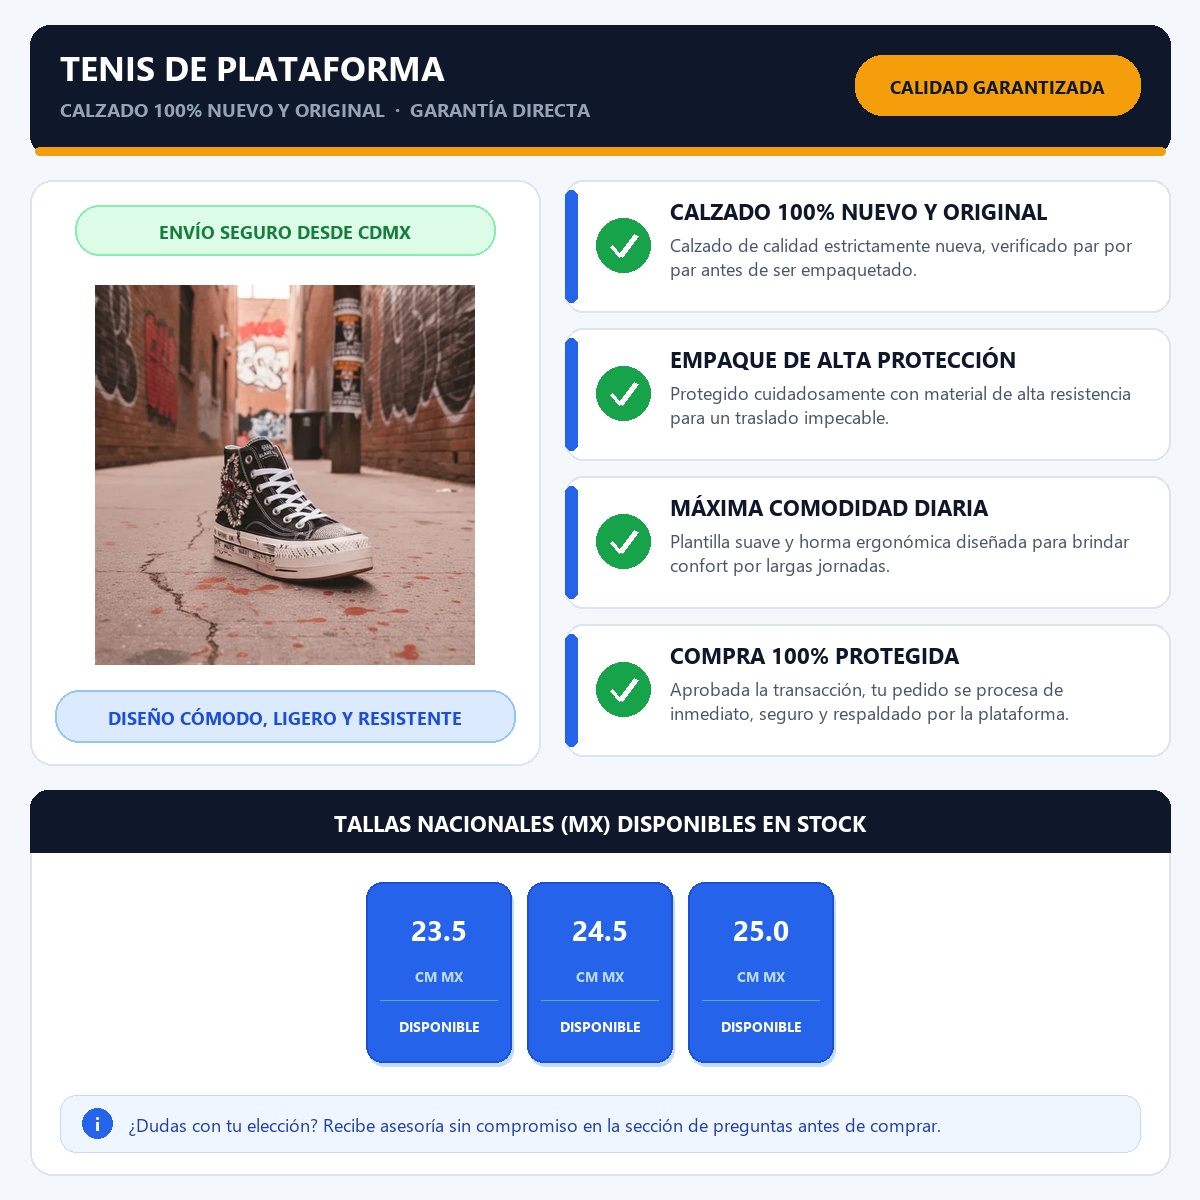 TENIS DE PLATAFORMA
CALZADO 100% NUEVO Y ORIGINAL · GARANTÍA DIRECTA
CALIDAD GARANTIZADA
ENVÍO SEGURO DESDE CDMX
DISEÑO CÓMODO, LIGERO Y RESISTENTE
CALZADO 100% NUEVO Y ORIGINAL
Calzado de calidad estrictamente nueva, verificado par por
par antes de ser empaquetado.
EMPAQUE DE ALTA PROTECCIÓN
Protegido cuidadosamente con material de alta resistencia
para un traslado impecable.
MÁXIMA COMODIDAD DIARIA
Plantilla suave y horma ergonómica diseñada para brindar
confort por largas jornadas.
COMPRA 100% PROTEGIDA
Aprobada la transacción, tu pedido se procesa de
inmediato, seguro y respaldado por la plataforma.
TALLAS NACIONALES (MX) DISPONIBLES EN STOCK
23.5
CM MX
DISPONIBLE
24.5
CM MX
DISPONIBLE
25.0
CM MX
DISPONIBLE
¿Dudas con tu elección? Recibe asesoría sin compromiso en la sección de preguntas antes de comprar.